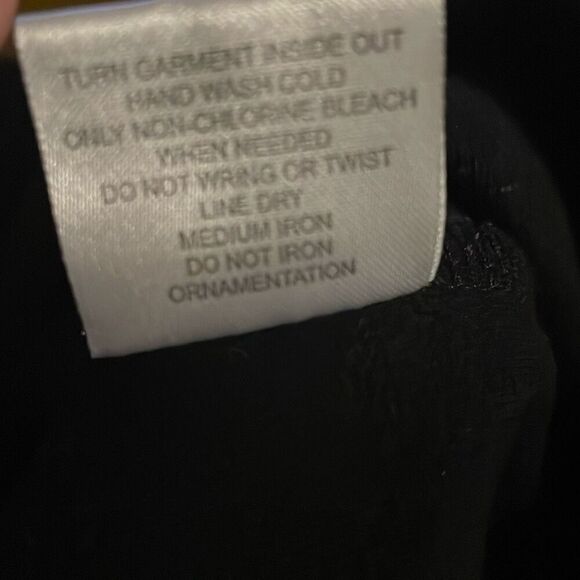 TURN GARMENT INSIDE OUT
HAND WASH COLD
ONLY NON-CHLORINE BLEACH
WHEN NEEDED
DO NOT WRING OR TWIST
LINE DRY
MEDIUM IRON
DO NOT IRON
ORNAMENTATION